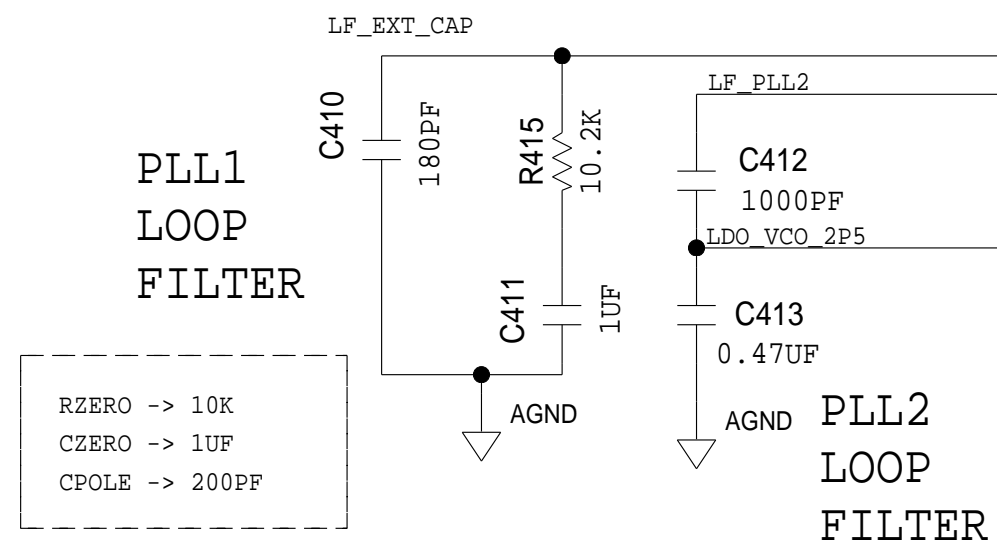 LF_EXT_CAP
C410
180PF
R415
10.2K
C411
1UF
PLL1
LOOP
FILTER
RZERO -> 10K
CZERO -> 1UF
CPOLE -> 200PF
AGND
LF_PLL2
C412
1000PF
LDO_VCO_2P5
C413
0.47UF
AGND
PLL2
LOOP
FILTER